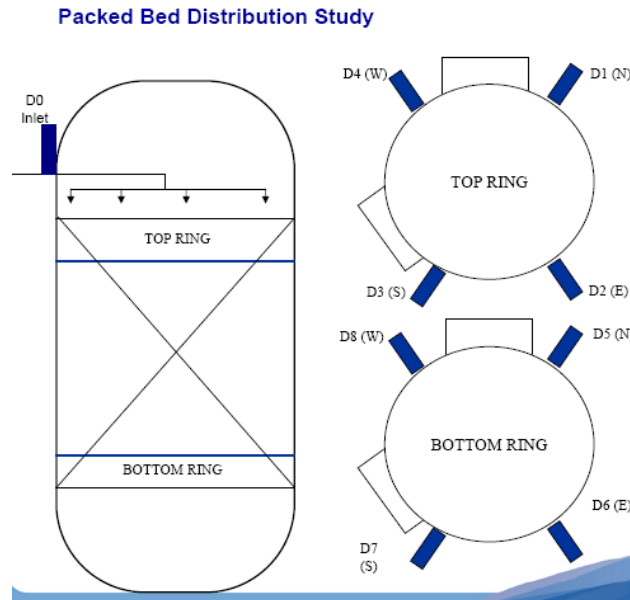 Packed Bed Distribution Study
D0
Inlet
TOP RING
BOTTOM RING
D4 (W)
D1 (N)
TOP RING
D3 (S)
D2 (E)
D8 (W)
D5 (N)
BOTTOM RING
D6 (E)
D7
(S)